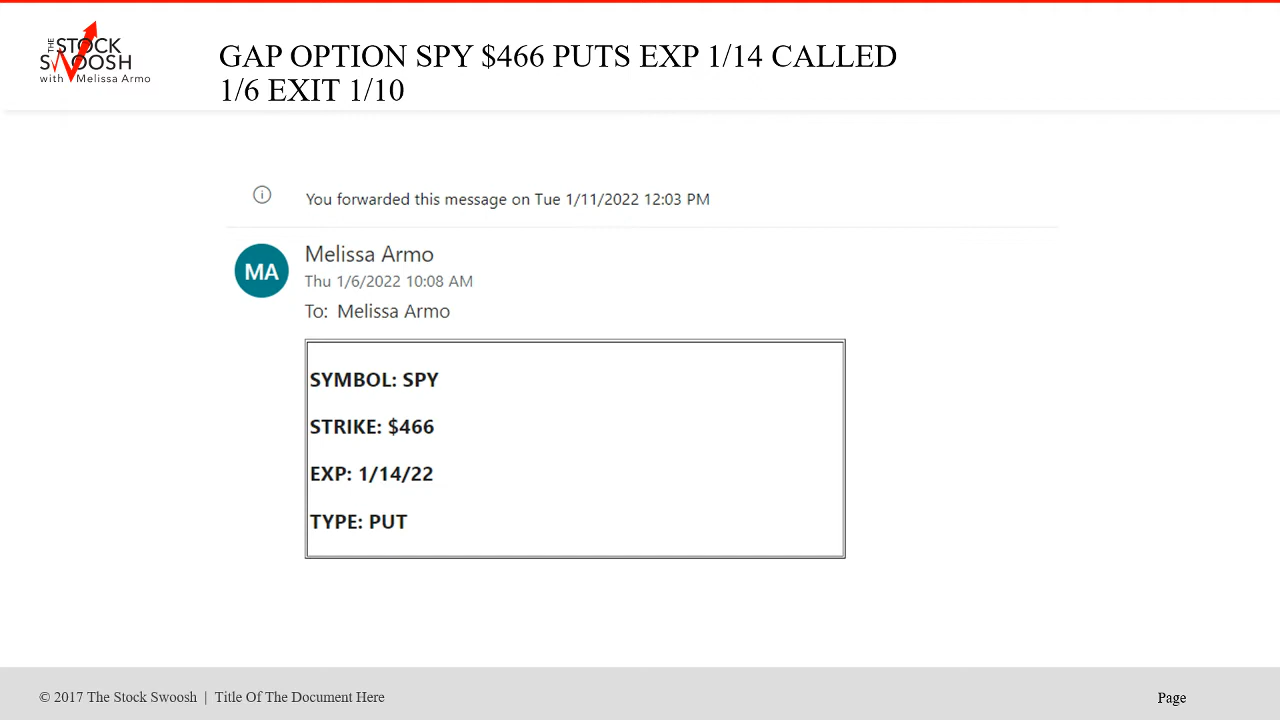 THE
STOCK
SWOOSH
with Melissa Armo
GAP OPTION SPY $466 PUTS EXP 1/14 CALLED
1/6 EXIT 1/10
You forwarded this message on Tue 1/11/2022 12:03 PM
MA
Melissa Armo
Thu 1/6/2022 10:08 AM
To: Melissa Armo
SYMBOL: SPY
STRIKE: $466
EXP: 1/14/22
TYPE: PUT
© 2017 The Stock Swoosh | Title Of The Document Here
Page